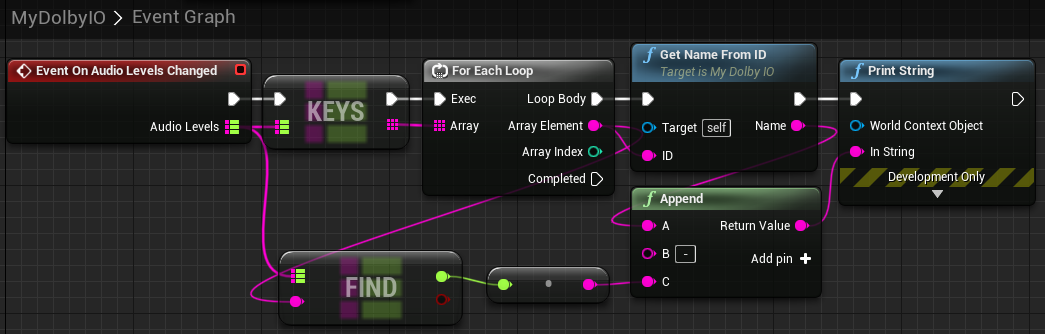 MyDolbyIO > Event Graph
Event On Audio Levels Changed
Audio Levels
KEYS
For Each Loop
Exec
Loop Body
Array
Array Element
Array Index
Completed
Get Name From ID
Target is My Dolby IO
Target
self
Name
ID
Print String
World Context Object
In String
Development Only
Append
A
Return Value
B
-
Add pin +
C
FIND